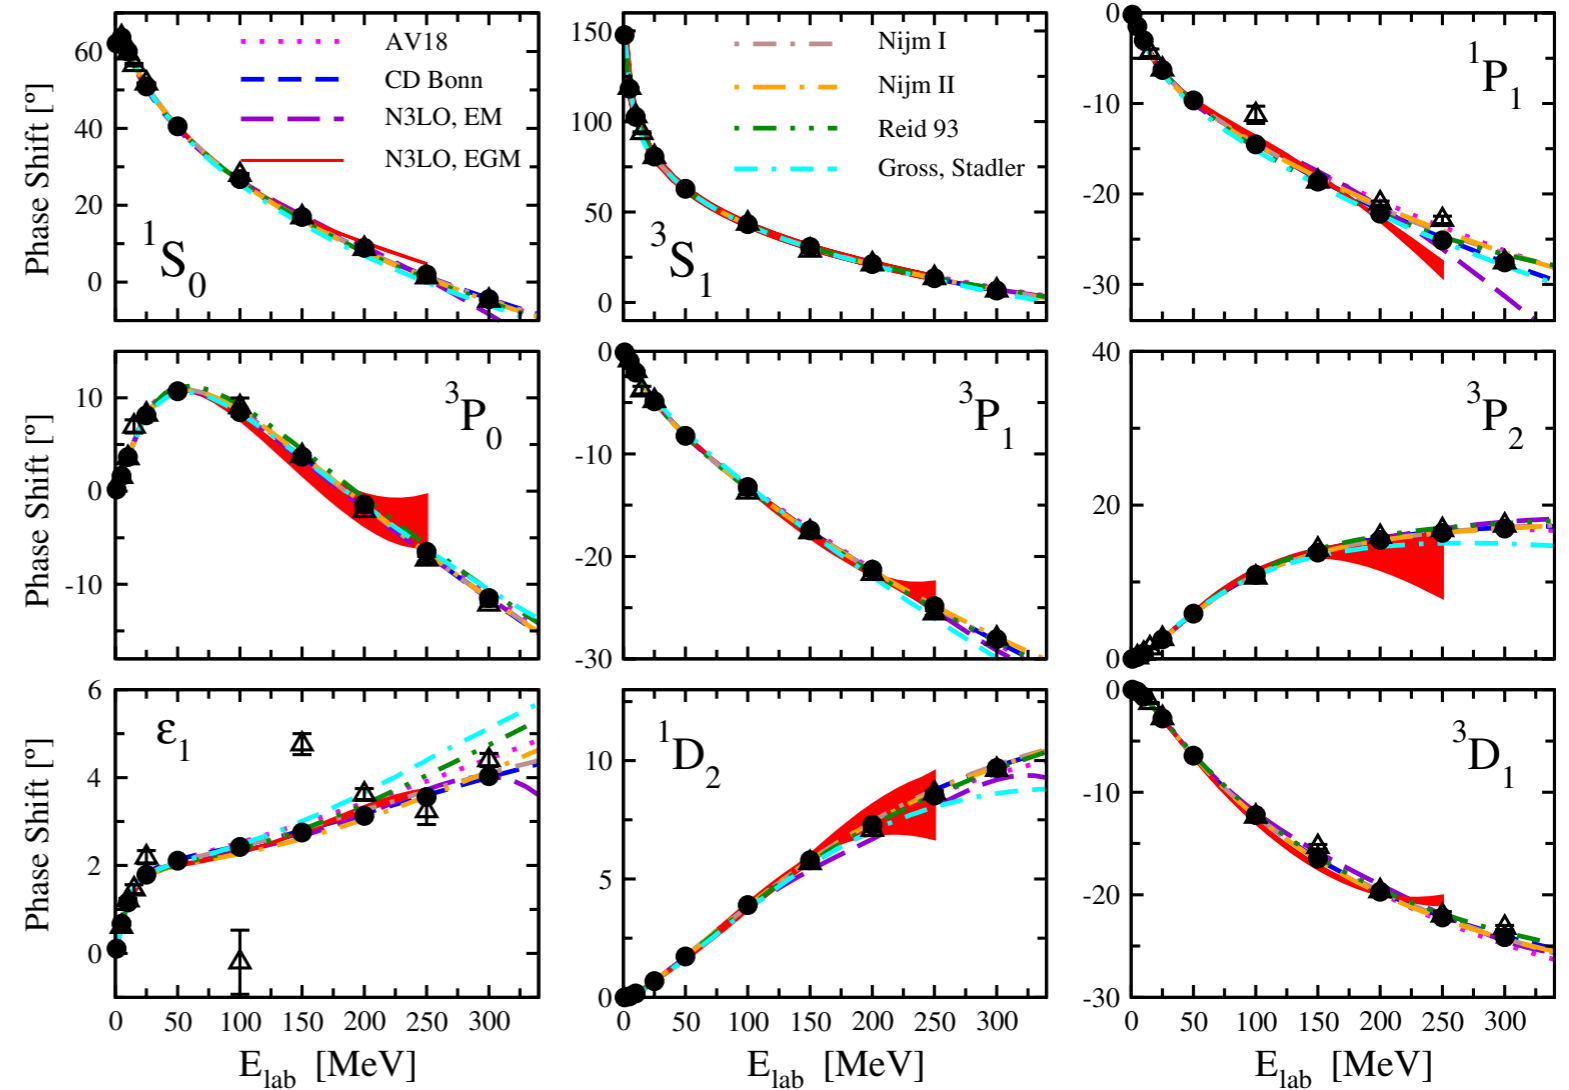 60
40
20
0
Phase Shift [º]
AV18
CD Bonn
N3LO, EM
N3LO, EGM
¹S₀
150
100
50
0
Nijm I
Nijm II
Reid 93
Gross, Stadler
³S₁
0
-10
-20
-30
¹P₁
10
0
-10
Phase Shift [º]
³P₀
0
-10
-20
-30
³P₁
40
20
0
³P₂
6
4
2
0
Phase Shift [º]
ε₁
0 50 100 150 200 250 300
E_lab [MeV]
10
5
0
¹D₂
0 50 100 150 200 250 300
E_lab [MeV]
0
-10
-20
-30
³D₁
0 50 100 150 200 250 300
E_lab [MeV]